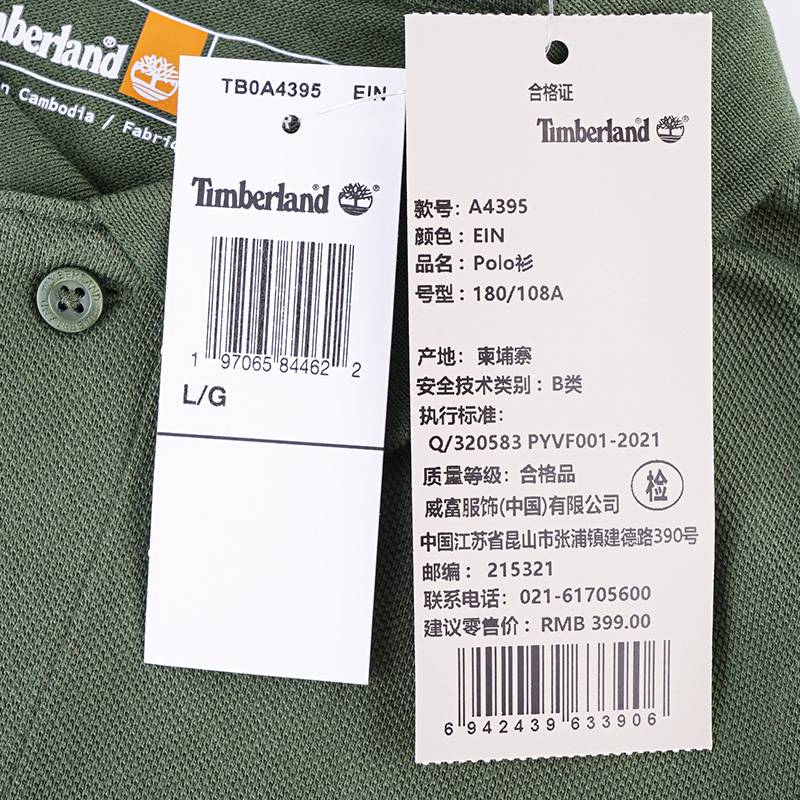 mberland
n Cambodia / Fabric
TB0A4395 EIN
Timberland®
1 97065 84462 2
L/G
合格证
Timberland®
款号: A4395
颜色: EIN
品名: Polo衫
号型: 180/108A
产地: 柬埔寨
安全技术类别: B类
执行标准:
Q/320583 PYVF001-2021
质量等级: 合格品
检
威富服饰(中国)有限公司
中国江苏省昆山市张浦镇建德路390号
邮编: 215321
联系电话: 021-61705600
建议零售价: RMB 399.00
6 942439 633906